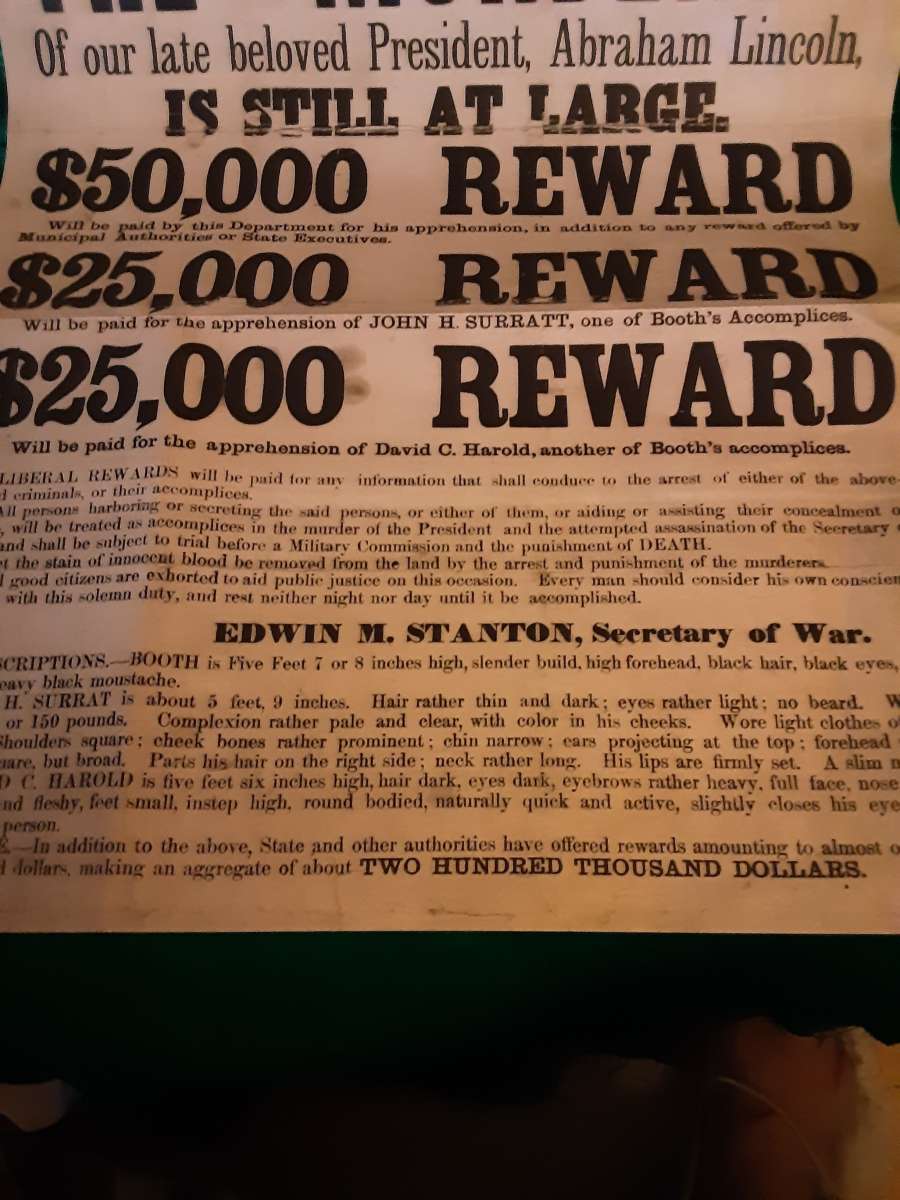 Of our late beloved President, Abraham Lincoln,
IS STILL AT LARGE.
$50,000 REWARD
Will be paid by this Department for his apprehension, in addition to any reward offered by
Municipal Authorities or State Executives.
$25,000 REWARD
Will be paid for the apprehension of JOHN H. SURRATT, one of Booth's Accomplices.
$25,000 REWARD
Will be paid for the apprehension of David C. Harold, another of Booth's accomplices.
LIBERAL REWARDS will be paid for any information that shall conduce to the arrest of either of the above-
d criminals, or their accomplices.
All persons harboring or secreting the said persons, or either of them, or aiding or assisting their concealment o
, will be treated as accomplices in the murder of the President and the attempted assassination of the Secretary
and shall be subject to trial before a Military Commission and the punishment of DEATH.
t the stain of innocent blood be removed from the land by the arrest and punishment of the murderers.
l good citizens are exhorted to aid public justice on this occasion. Every man should consider his own conscien
with this solemn duty, and rest neither night nor day until it be accomplished.
EDWIN M. STANTON, Secretary of War.
SCRIPTIONS.—BOOTH is Five Feet 7 or 8 inches high, slender build, high forehead, black hair, black eyes,
eavy black moustache.
H. SURRAT is about 5 feet, 9 inches. Hair rather thin and dark; eyes rather light; no beard. W
or 150 pounds. Complexion rather pale and clear, with color in his cheeks. Wore light clothes o
Shoulders square; cheek bones rather prominent; chin narrow; ears projecting at the top; forehead
uare, but broad. Parts his hair on the right side; neck rather long. His lips are firmly set. A slim m
D C. HAROLD is five feet six inches high, hair dark, eyes dark, eyebrows rather heavy, full face, nose
nd fleshy, feet small, instep high, round bodied, naturally quick and active, slightly closes his eye
person.
E.—In addition to the above, State and other authorities have offered rewards amounting to almost o
d dollars, making an aggregate of about TWO HUNDRED THOUSAND DOLLARS.